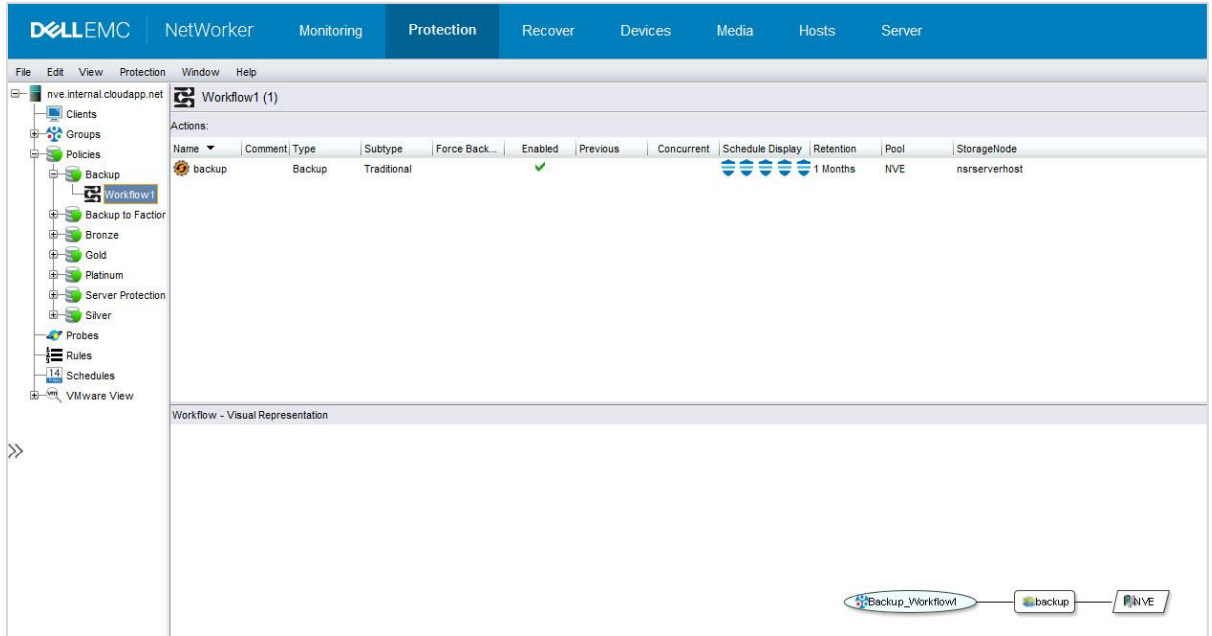 DELLEMC NetWorker Monitoring Protection Recover Devices Media Hosts Server
File Edit View Protection Window Help
nve.internal.cloudapp.net
Clients
Groups
Policies
Backup
Workflow1
Backup to Faction
Bronze
Gold
Platinum
Server Protection
Silver
Probes
Rules
14 Schedules
VMware View
Workflow1 (1)
Actions:
Name Comment Type Subtype Force Back... Enabled Previous Concurrent Schedule Display Retention Pool StorageNode
backup Backup Traditional 1 Months NVE nsrserverhost
Workflow - Visual Representation
Backup_Workflow1 backup NVE